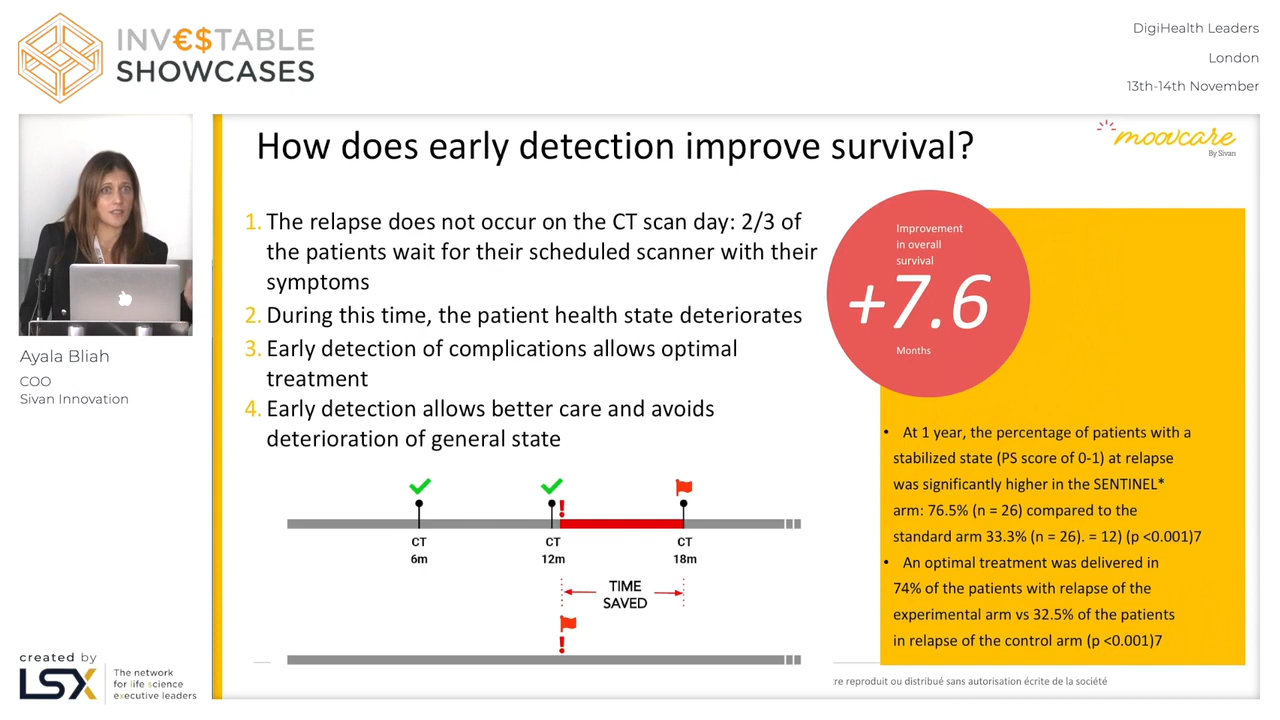 INV€$TABLE
SHOWCASES
DigiHealth Leaders
London
13th-14th November
How does early detection improve survival?
moovcare
By Sivan
1. The relapse does not occur on the CT scan day: 2/3 of
the patients wait for their scheduled scanner with their
symptoms
2. During this time, the patient health state deteriorates
3. Early detection of complications allows optimal
treatment
4. Early detection allows better care and avoids
deterioration of general state
Improvement
in overall
survival
+7.6
Months
• At 1 year, the percentage of patients with a
stabilized state (PS score of 0-1) at relapse
was significantly higher in the SENTINEL*
arm: 76.5% (n = 26) compared to the
standard arm 33.3% (n = 26). = 12) (p <0.001)7
• An optimal treatment was delivered in
74% of the patients with relapse of the
experimental arm vs 32.5% of the patients
in relapse of the control arm (p <0.001)7
!
CT
6m
CT
12m
CT
18m
TIME
SAVED
!
Ayala Bliah
COO
Sivan Innovation
created by
LSX
The network
for life science
executive leaders
reproduit ou distribué sans autorisation écrite de la société